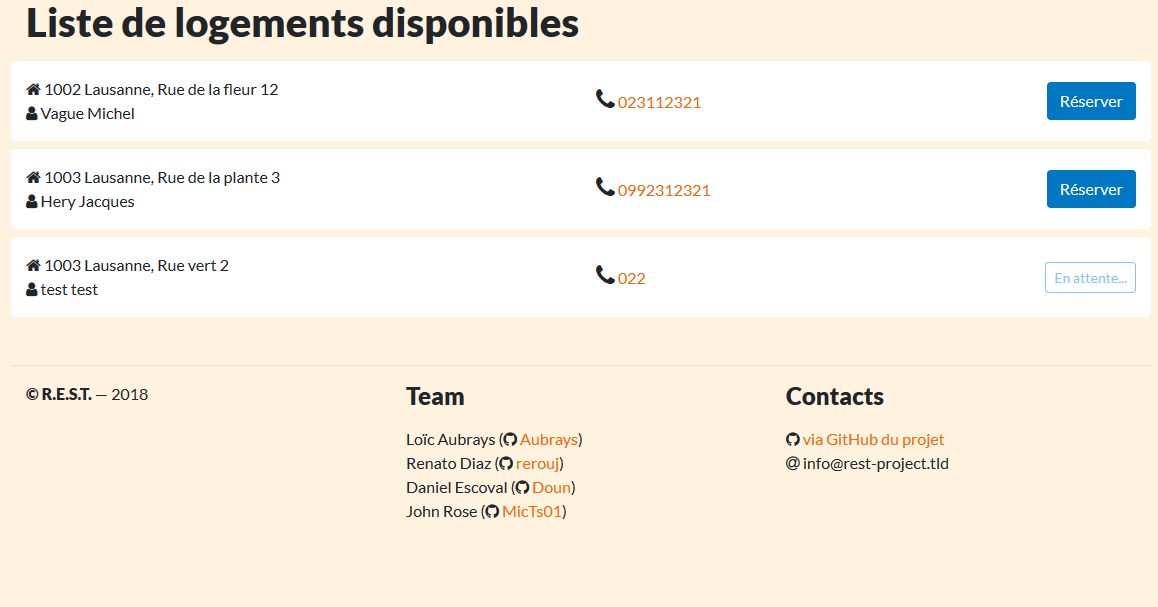 Liste de logements disponibles
1002 Lausanne, Rue de la fleur 12
Vague Michel
023112321
Réserver
1003 Lausanne, Rue de la plante 3
Hery Jacques
0992312321
Réserver
1003 Lausanne, Rue vert 2
test test
022
En attente...
© R.E.S.T. — 2018
Team
Loïc Aubrays (Aubrays)
Renato Diaz (rerouj)
Daniel Escoval (Doun)
John Rose (MicTs01)
Contacts
via GitHub du projet
@ info@rest-project.tld